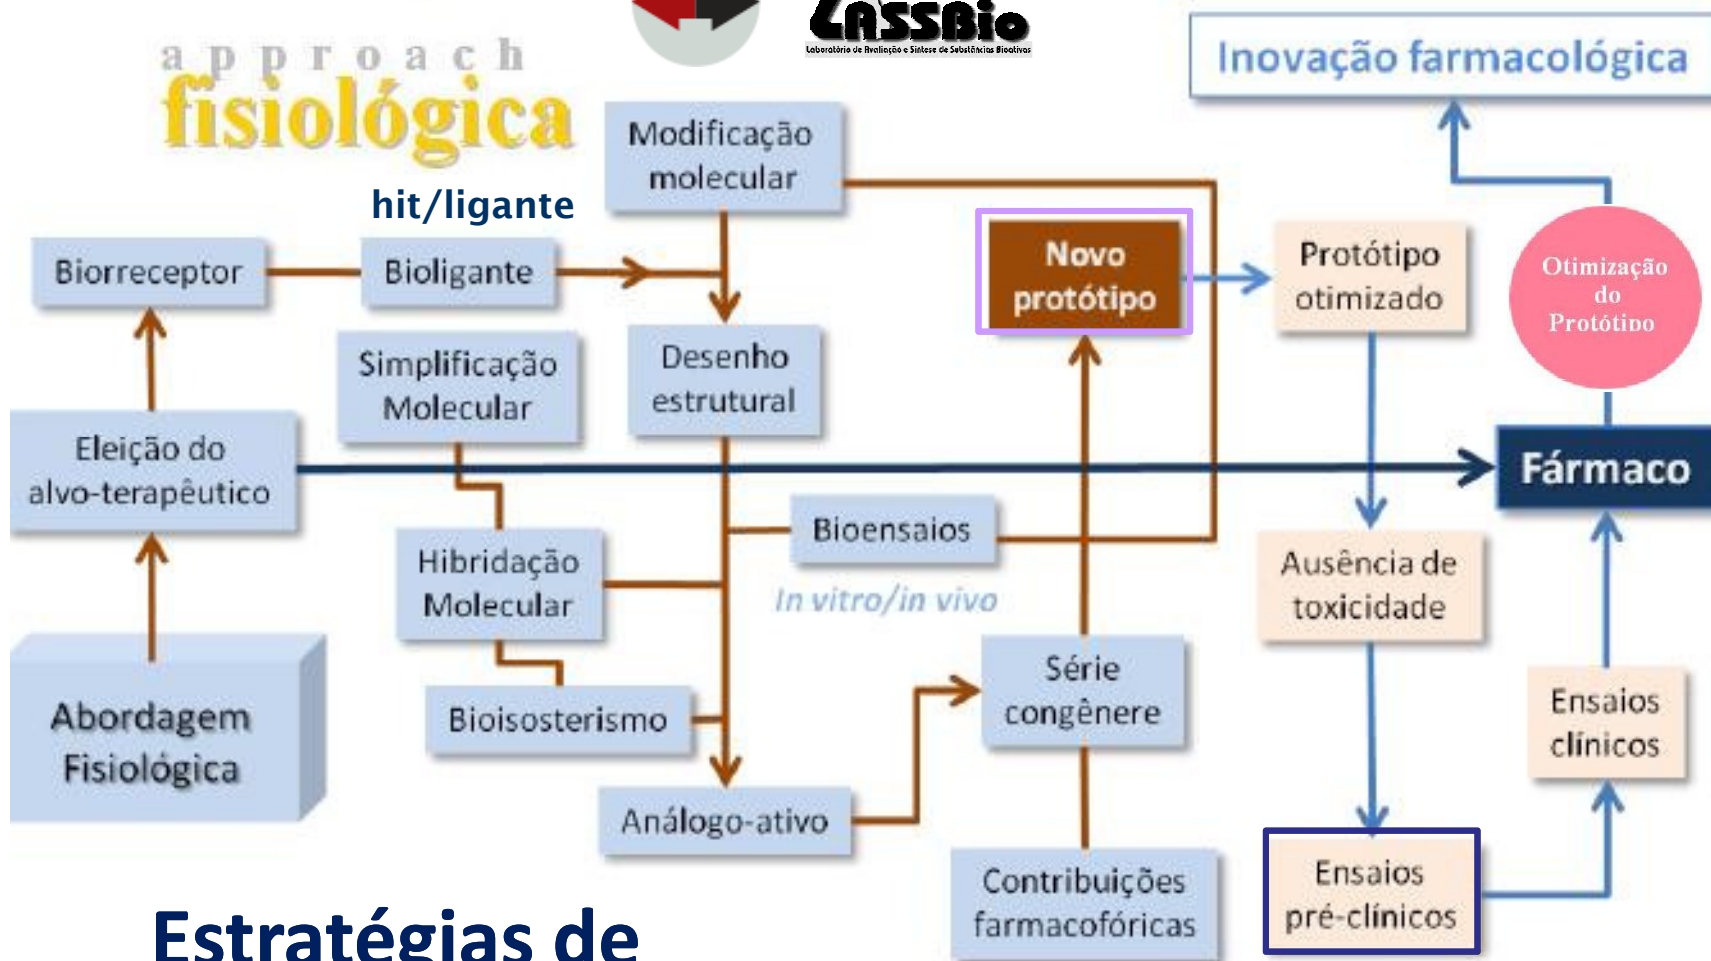 LASSBio
Laboratório de Avaliação e Síntese de Substâncias Bioativas
approach
fisiológica
Inovação farmacológica
Modificação
molecular
hit/ligante
Biorreceptor
Bioligante
Novo
protótipo
Protótipo
otimizado
Otimização
do
Protótipo
Simplificação
Molecular
Desenho
estrutural
Eleição do
alvo-terapêutico
Fármaco
Bioensaios
In vitro/in vivo
Hibridação
Molecular
Ausência de
toxicidade
Série
congênere
Abordagem
Fisiológica
Bioisosterismo
Ensaios
clínicos
Análogo-ativo
Contribuições
farmacofóricas
Ensaios
pré-clínicos
Estratégias de